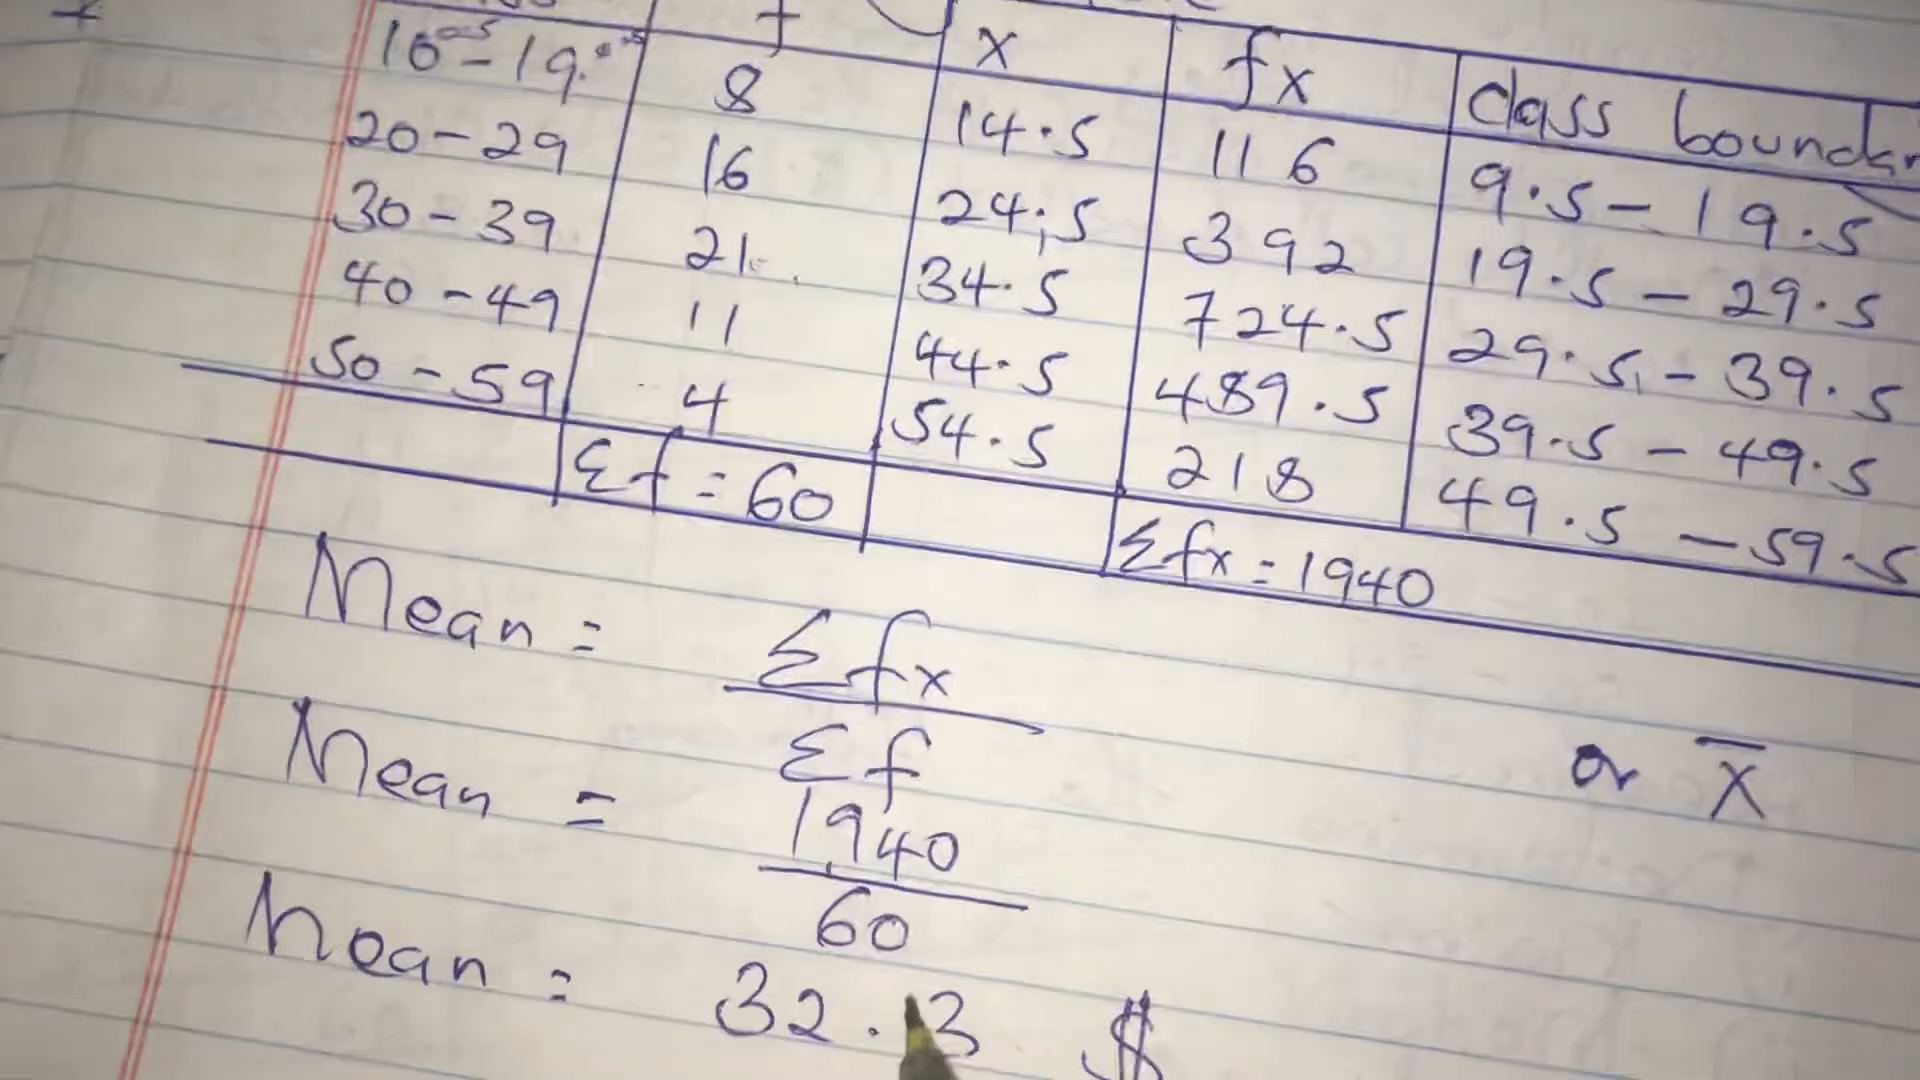 f x fx class boundar
10 - 19 8 14.5 116 9.5 - 19.5
20 - 29 16 24.5 392 19.5 - 29.5
30 - 39 21 34.5 724.5 29.5 - 39.5
40 - 49 11 44.5 489.5 39.5 - 49.5
50 - 59 4 54.5 218 49.5 - 59.5
Σf = 60 Σfx = 1940
Mean = Σfx / Σf or x̄
Mean = 1940 / 60
Mean = 32.3 $